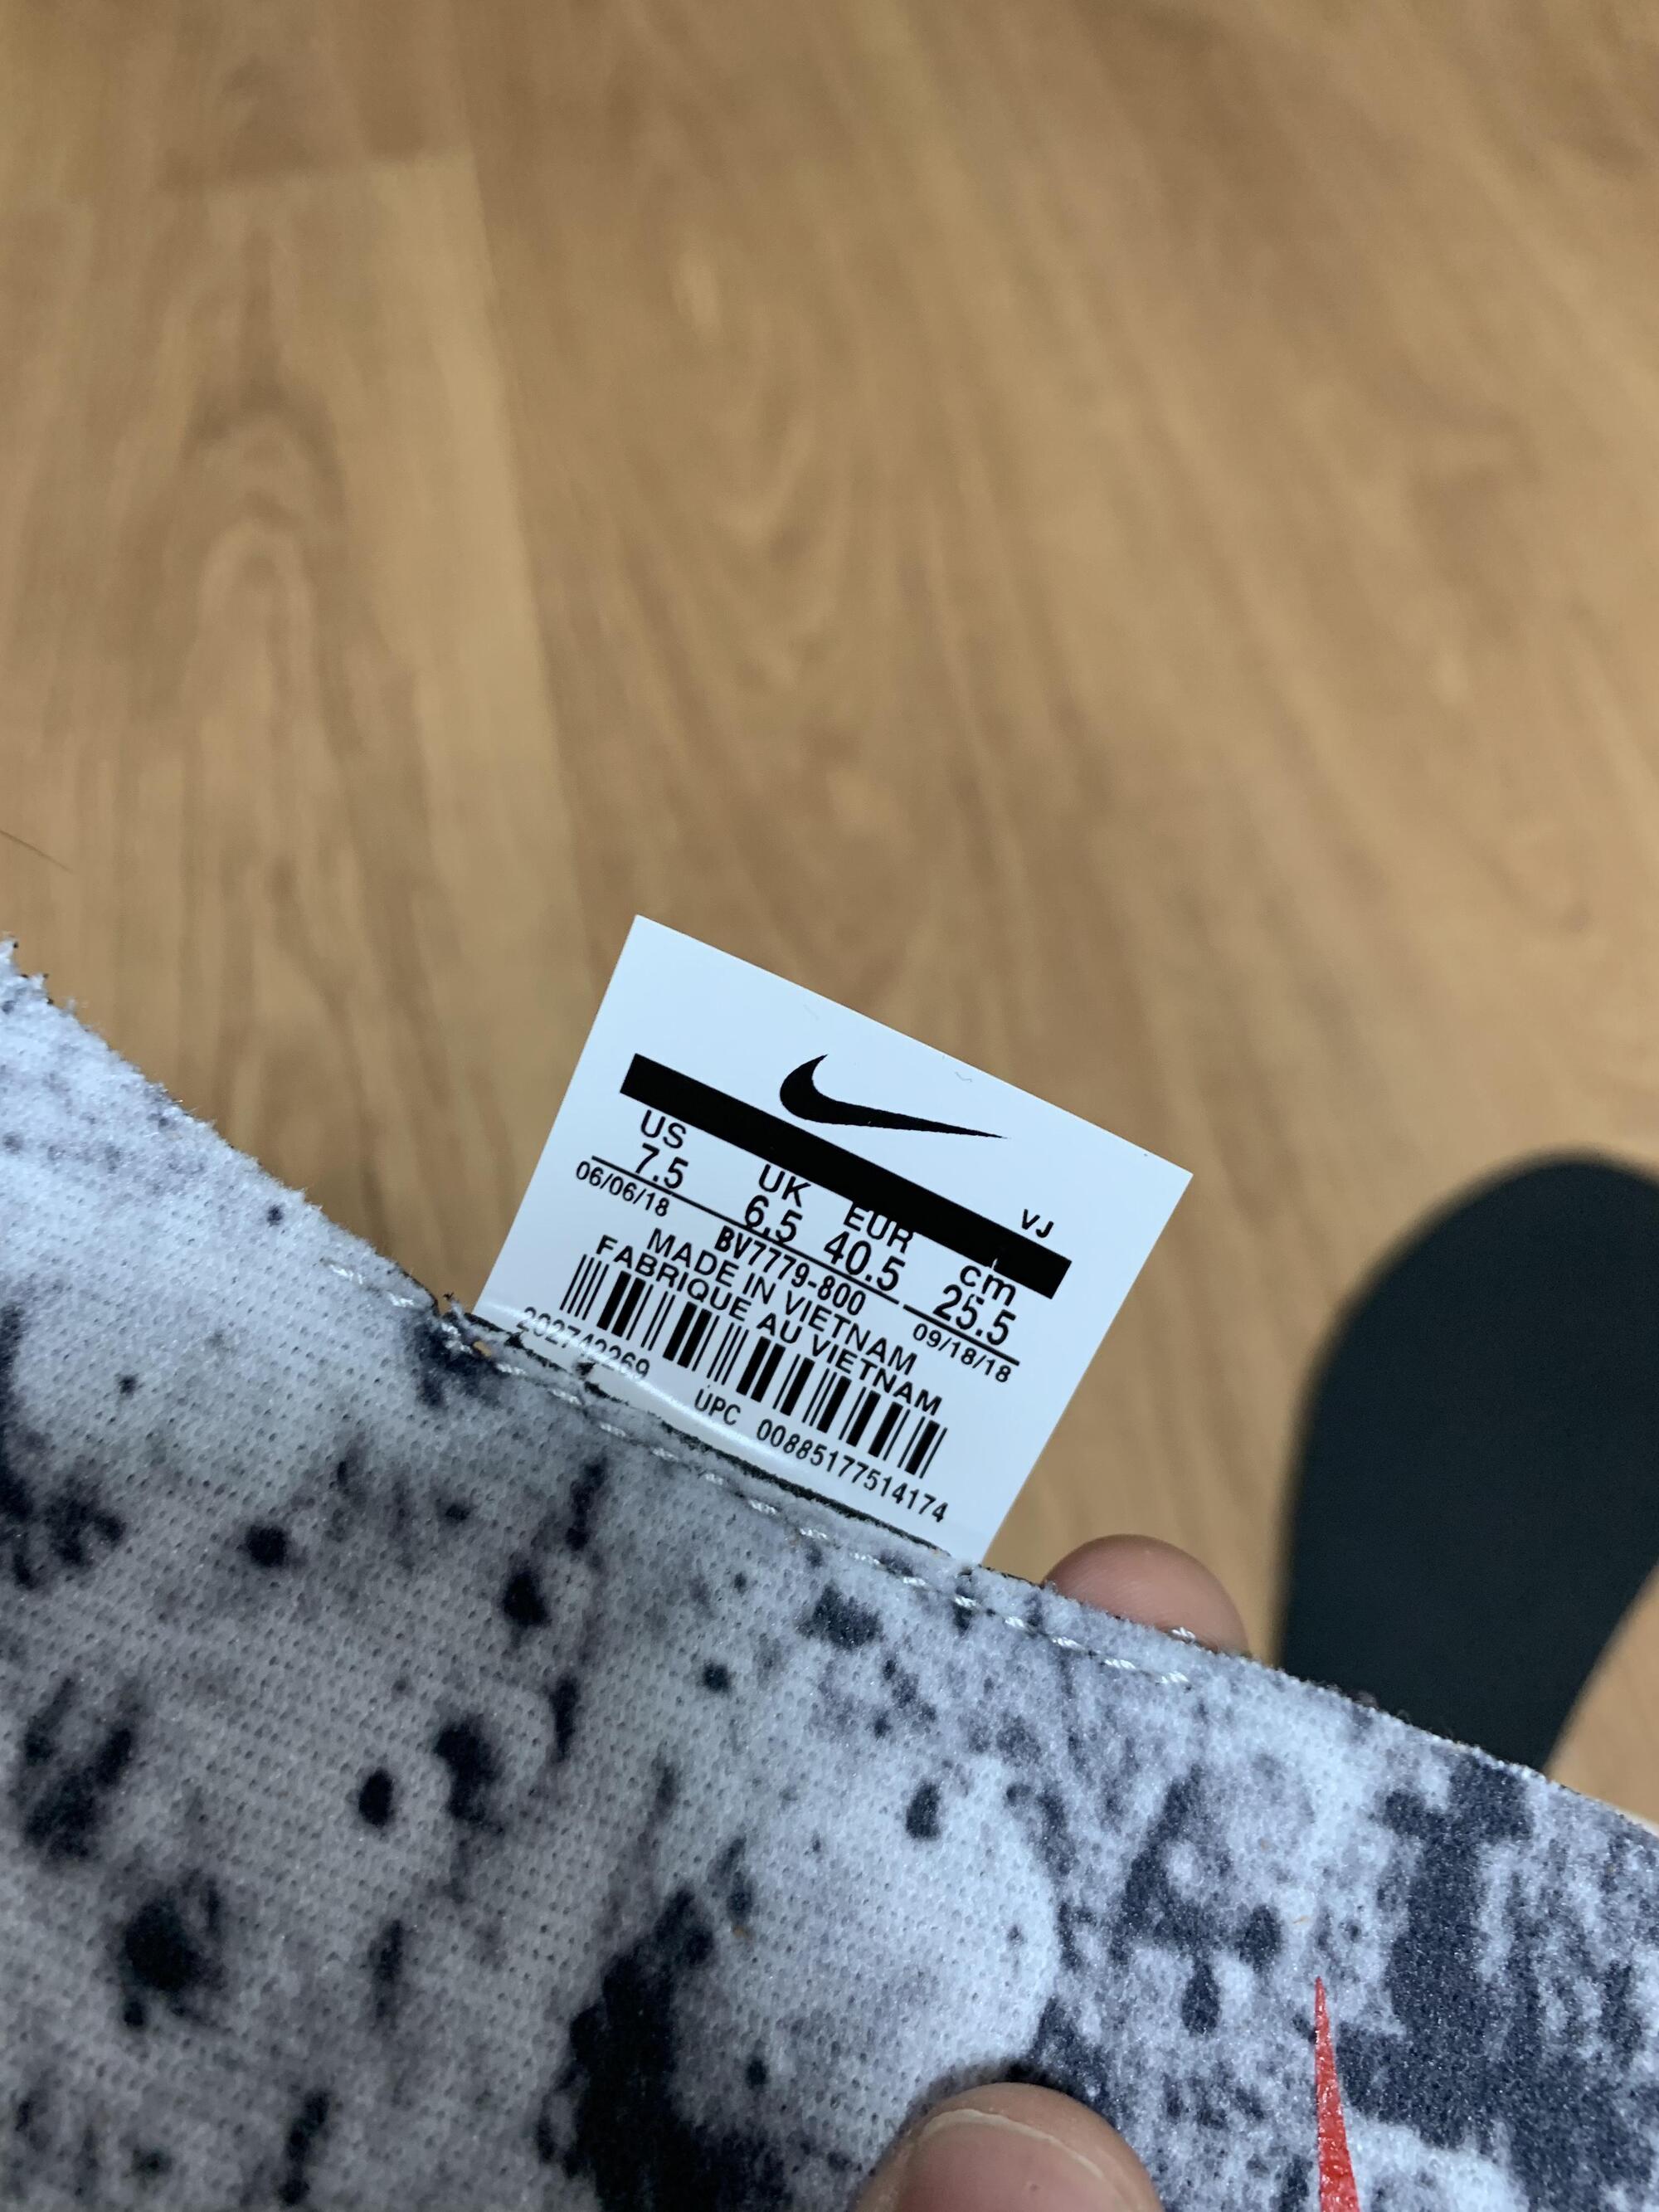 VJ
US UK EUR cm
7.5 6.5 40.5 25.5
06/06/18 BV7779-800 09/18/18
MADE IN VIETNAM
FABRIQUE AU VIETNAM
202742269 UPC 00885177514174